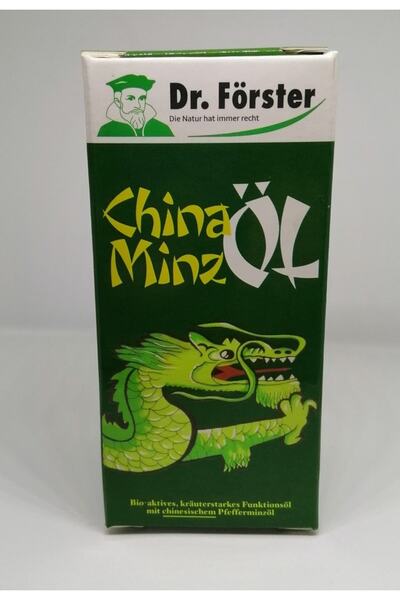 Dr. Förster
Die Natur hat immer recht
China
Minz ÖL
Bio-aktives, kräuterstarkes Funktionsöl
mit chinesischem Pfefferminzöl